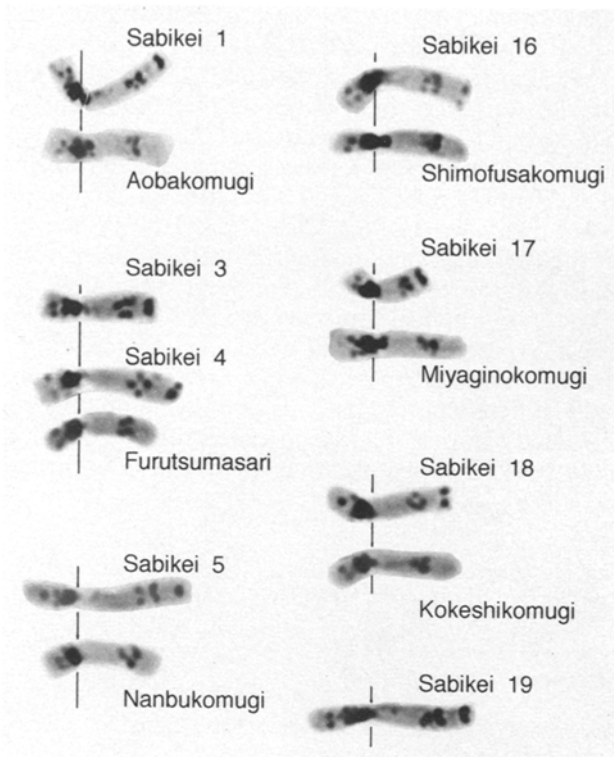 Sabikei 1
Aobakomugi
Sabikei 3
Sabikei 4
Furutsumasari
Sabikei 5
Nanbukomugi
Sabikei 16
Shimofusakomugi
Sabikei 17
Miyaginokomugi
Sabikei 18
Kokeshikomugi
Sabikei 19